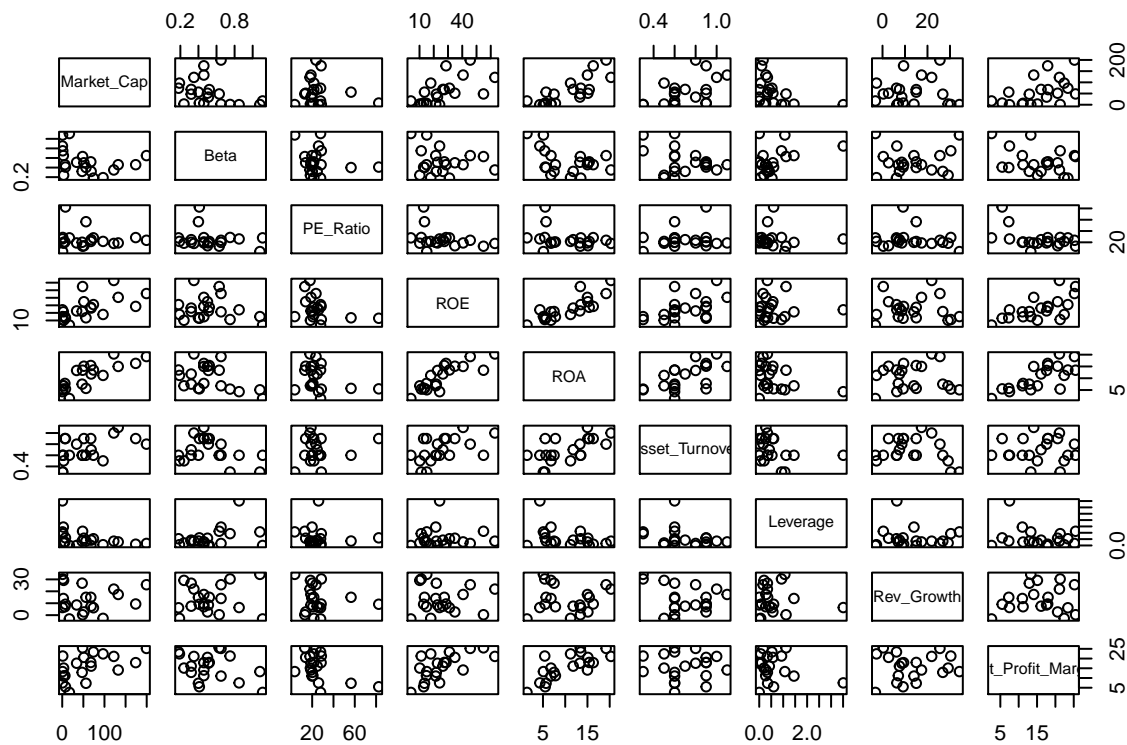 0.2 0.8 10 40 0.4 1.0 0 20
Market_Cap 0 200
0.2 Beta
PE_Ratio 20
10 ROE
ROA 5
0.4 sset_Turnove
Leverage 0.0
0 30 Rev_Growth
t_Profit_Març 5 25
0 100 20 60 5 15 0.0 2.0 5 15